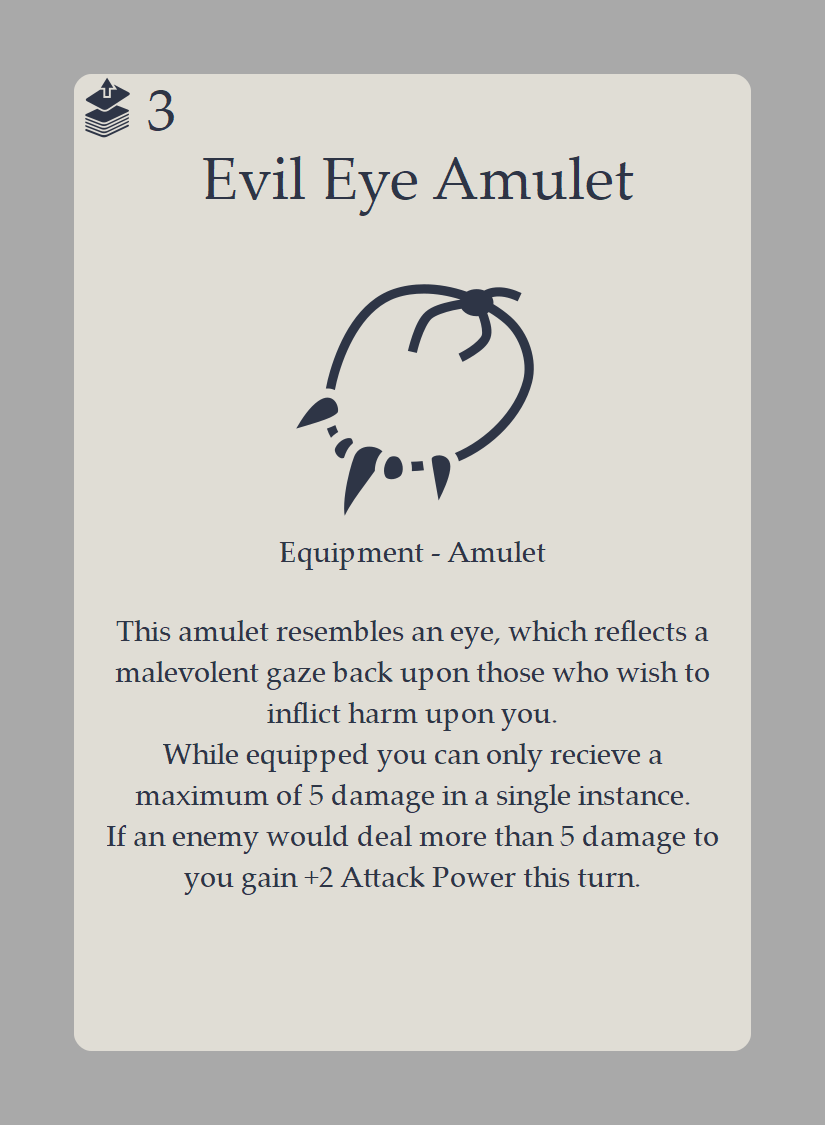 3
Evil Eye Amulet
Equipment - Amulet
This amulet resembles an eye, which reflects a
malevolent gaze back upon those who wish to
inflict harm upon you.
While equipped you can only recieve a
maximum of 5 damage in a single instance.
If an enemy would deal more than 5 damage to
you gain +2 Attack Power this turn.